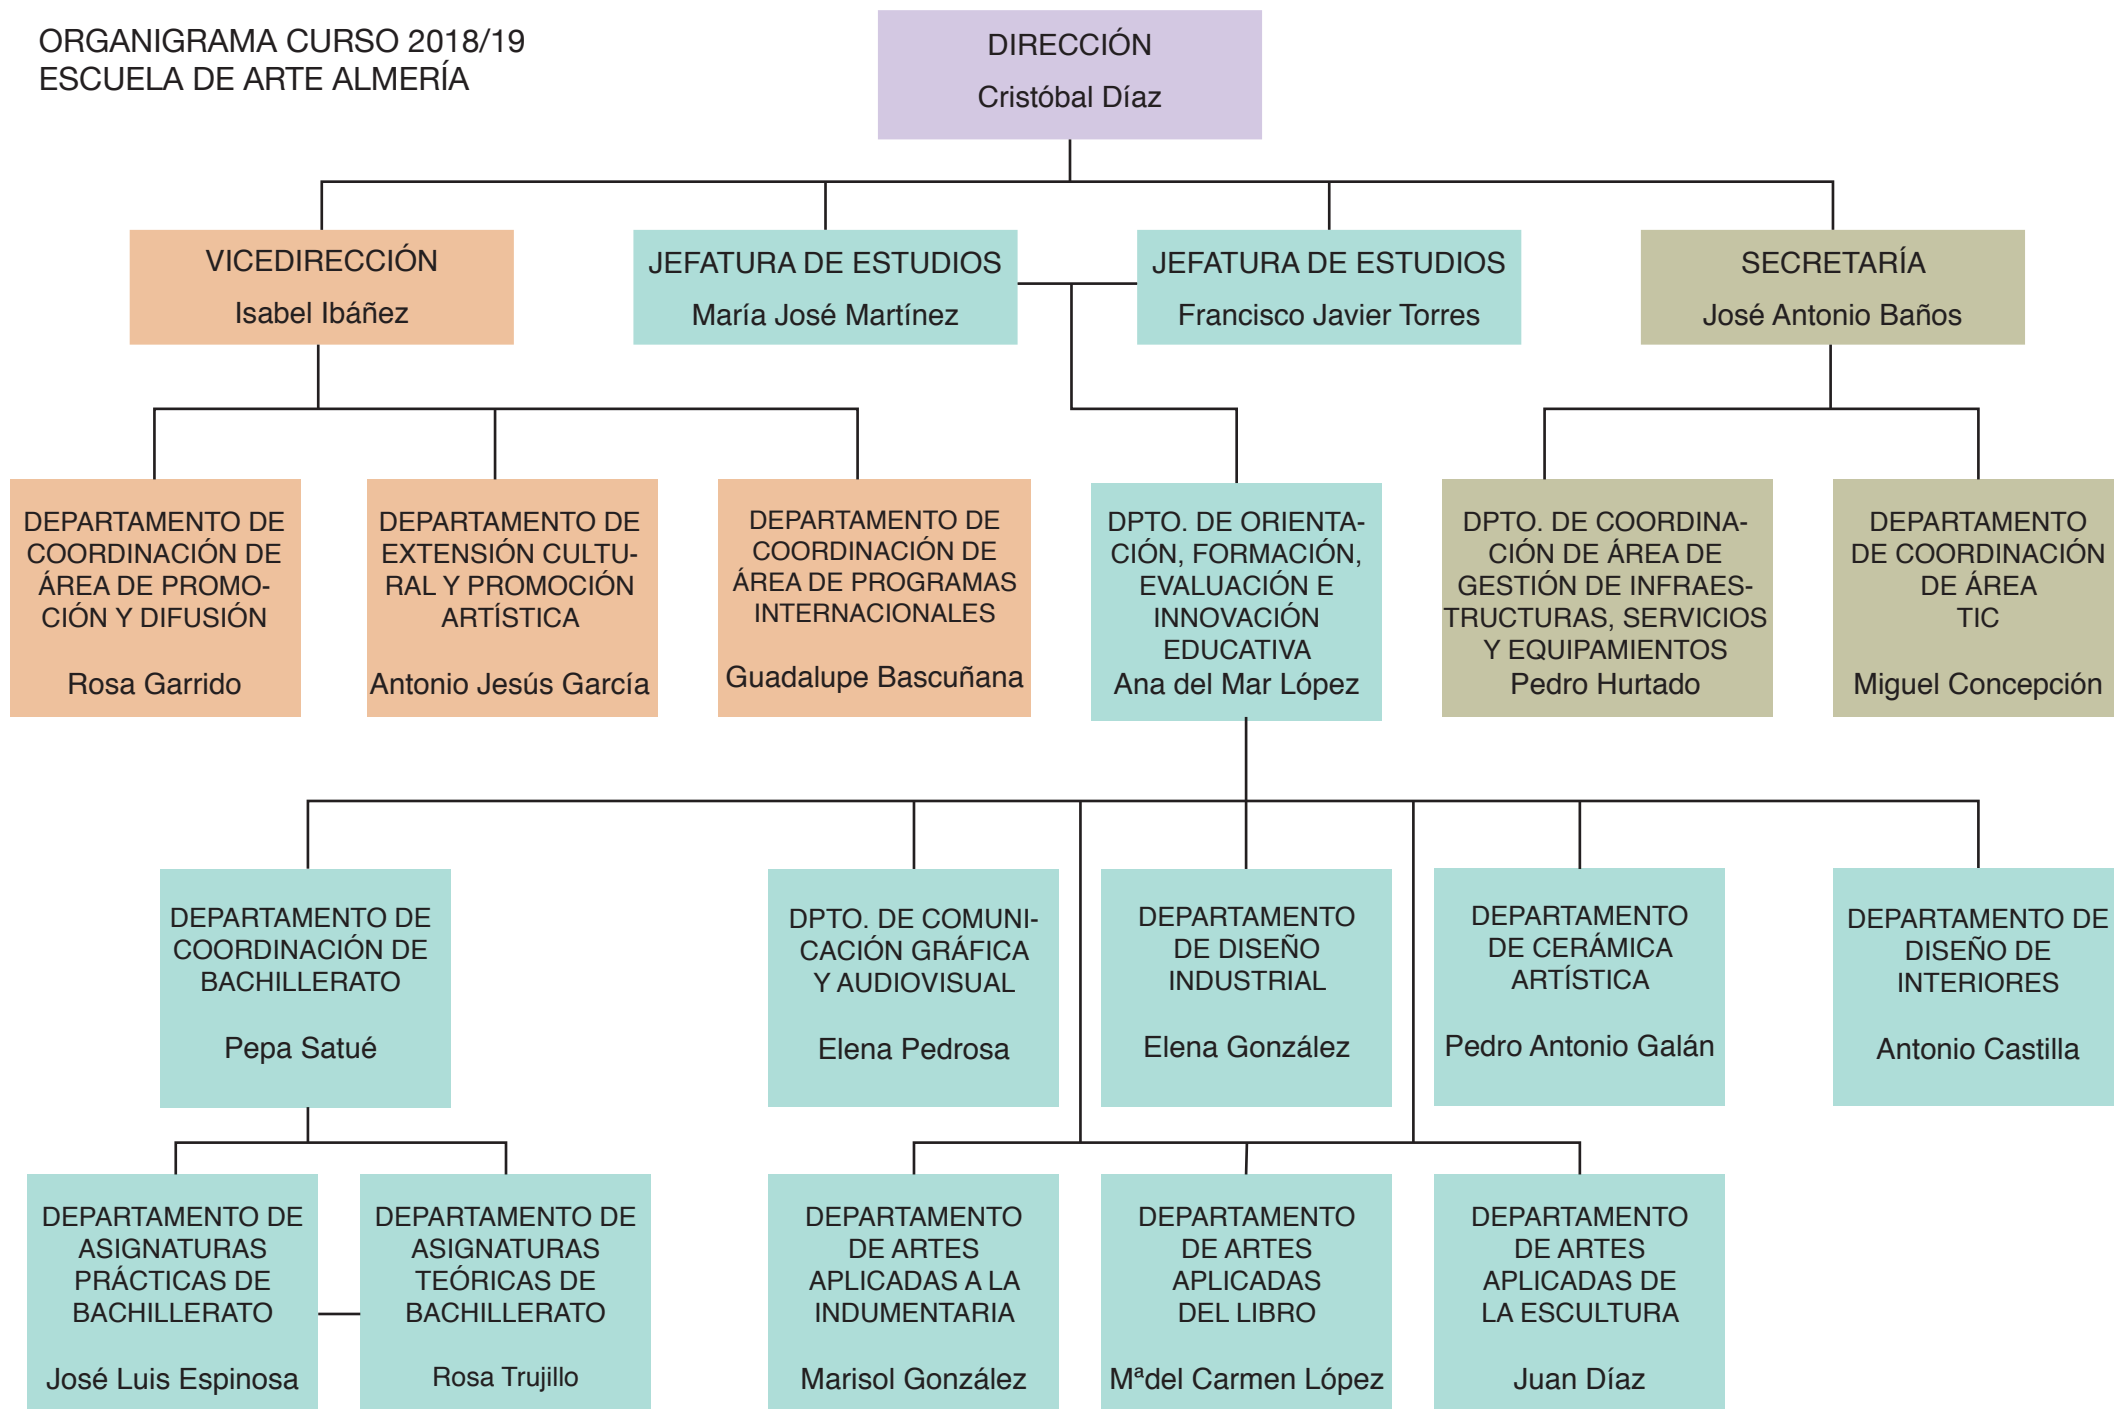 ORGANIGRAMA CURSO 2018/19
ESCUELA DE ARTE ALMERÍA
DIRECCIÓN
Cristóbal Díaz
VICEDIRECCIÓN
Isabel Ibáñez
JEFATURA DE ESTUDIOS
María José Martínez
JEFATURA DE ESTUDIOS
Francisco Javier Torres
SECRETARÍA
José Antonio Baños
DEPARTAMENTO DE
COORDINACIÓN DE
ÁREA DE PROMO-
CIÓN Y DIFUSIÓN
Rosa Garrido
DEPARTAMENTO DE
EXTENSIÓN CULTU-
RAL Y PROMOCIÓN
ARTÍSTICA
Antonio Jesús García
DEPARTAMENTO DE
COORDINACIÓN DE
ÁREA DE PROGRAMAS
INTERNACIONALES
Guadalupe Bascuñana
DPTO. DE ORIENTA-
CIÓN, FORMACIÓN,
EVALUACIÓN E
INNOVACIÓN
EDUCATIVA
Ana del Mar López
DPTO. DE COORDINA-
CIÓN DE ÁREA DE
GESTIÓN DE INFRAES-
TRUCTURAS, SERVICIOS
Y EQUIPAMIENTOS
Pedro Hurtado
DEPARTAMENTO
DE COORDINACIÓN
DE ÁREA
TIC
Miguel Concepción
DEPARTAMENTO DE
COORDINACIÓN DE
BACHILLERATO
Pepa Satué
DPTO. DE COMUNI-
CACIÓN GRÁFICA
Y AUDIOVISUAL
Elena Pedrosa
DEPARTAMENTO
DE DISEÑO
INDUSTRIAL
Elena González
DEPARTAMENTO
DE CERÁMICA
ARTÍSTICA
Pedro Antonio Galán
DEPARTAMENTO DE
DISEÑO DE
INTERIORES
Antonio Castilla
DEPARTAMENTO DE
ASIGNATURAS
PRÁCTICAS DE
BACHILLERATO
José Luis Espinosa
DEPARTAMENTO DE
ASIGNATURAS
TEÓRICAS DE
BACHILLERATO
Rosa Trujillo
DEPARTAMENTO
DE ARTES
APLICADAS A LA
INDUMENTARIA
Marisol González
DEPARTAMENTO
DE ARTES
APLICADAS
DEL LIBRO
Mªdel Carmen López
DEPARTAMENTO
DE ARTES
APLICADAS DE
LA ESCULTURA
Juan Díaz